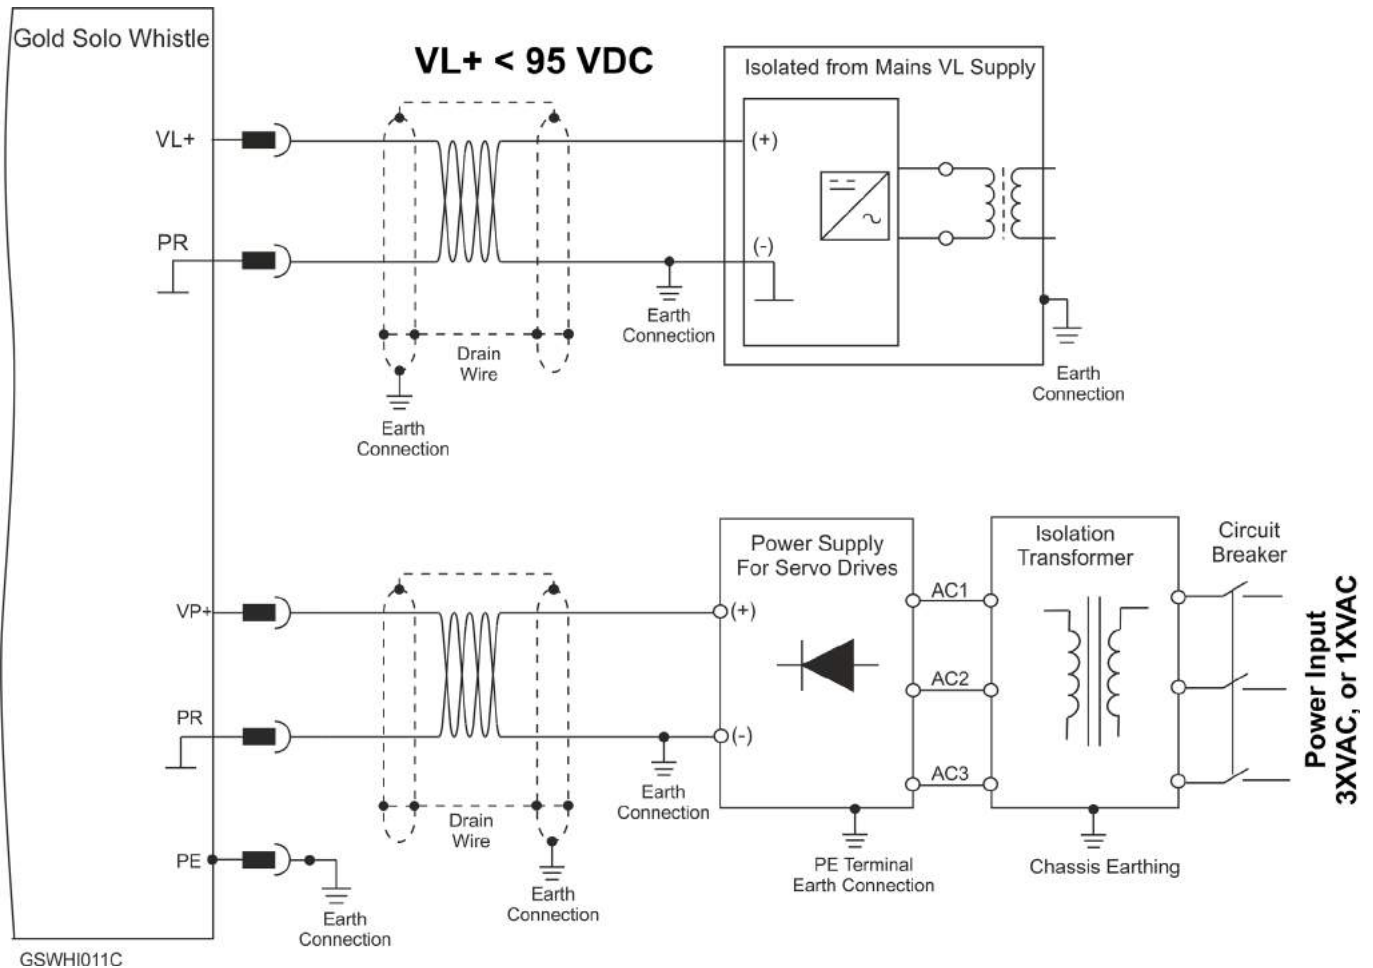 Gold Solo Whistle
VL+ < 95 VDC
Isolated from Mains VL Supply
VL+
(+)
PR
(-)
Earth
Connection
Drain
Wire
Earth
Connection
Earth
Connection
Power Supply
For Servo Drives
Isolation
Transformer
Circuit
Breaker
VP+
(+)
AC1
AC2
Power Input
3XVAC, or 1XVAC
PR
(-)
AC3
Earth
Connection
Drain
Wire
PE
PE Terminal
Earth Connection
Chassis Earthing
Earth
Connection
Earth
Connection
GSWHI011C